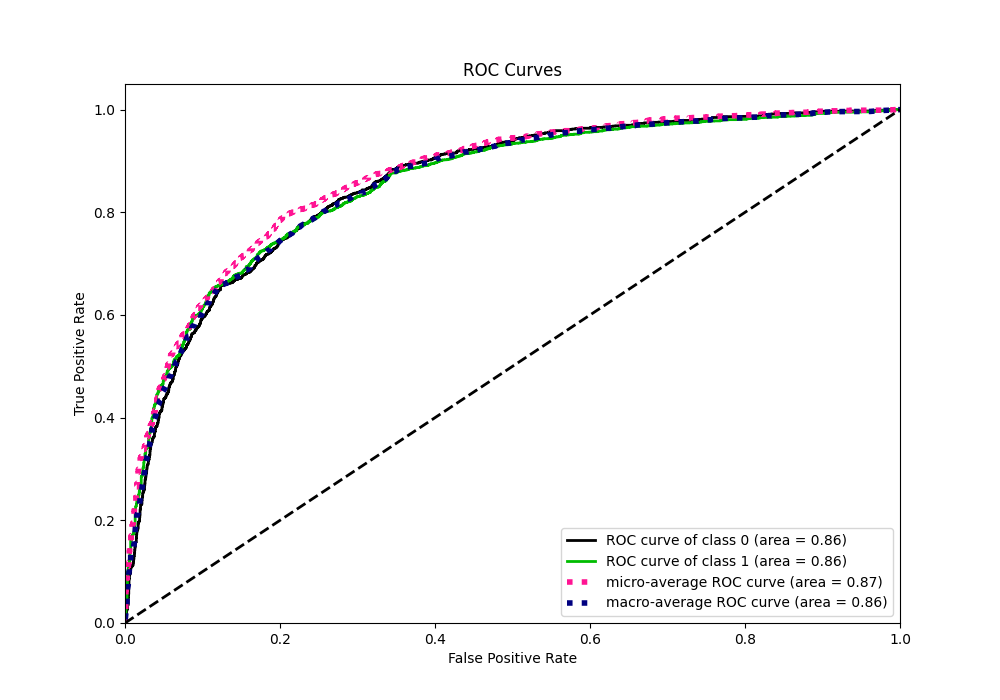 ROC Curves
1.0
0.8
0.6
0.4
0.2
0.0
True Positive Rate
0.0 0.2 0.4 0.6 0.8 1.0
False Positive Rate
ROC curve of class 0 (area = 0.86)
ROC curve of class 1 (area = 0.86)
micro-average ROC curve (area = 0.87)
macro-average ROC curve (area = 0.86)